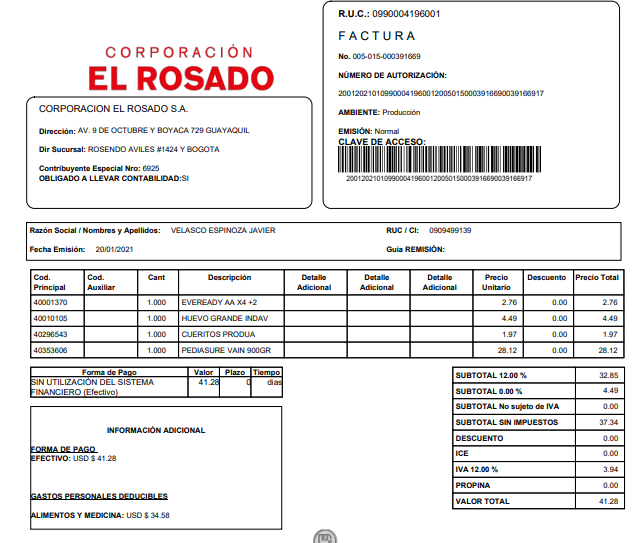 CORPORACIÓN
EL ROSADO
CORPORACION EL ROSADO S.A.
Dirección: AV. 9 DE OCTUBRE Y BOYACA 729 GUAYAQUIL
Dir Sucursal: ROSENDO AVILES #1424 Y BOGOTA
Contribuyente Especial Nro: 6925
OBLIGADO A LLEVAR CONTABILIDAD:SI
R.U.C.: 0990004196001
FACTURA
No. 005-015-000391669
NÚMERO DE AUTORIZACIÓN:
2001202101099000419600120050150003916690039166917
AMBIENTE: Producción
EMISIÓN: Normal
CLAVE DE ACCESO:
2001202101099000419600120050150003916690039166917
Razón Social / Nombres y Apellidos: VELASCO ESPINOZA JAVIER RUC / CI: 0909499139
Fecha Emisión: 20/01/2021 Guía REMISIÓN:
Cod. Principal Cod. Auxiliar Cant Descripción Detalle Adicional Detalle Adicional Detalle Adicional Precio Unitario Descuento Precio Total
40001370 1.000 EVEREADY AA X4 +2 2.76 0.00 2.76
40010105 1.000 HUEVO GRANDE INDAV 4.49 0.00 4.49
40296543 1.000 CUERITOS PRODUA 1.97 0.00 1.97
40353606 1.000 PEDIASURE VAIN 900GR 28.12 0.00 28.12
Forma de Pago Valor Plazo Tiempo
SIN UTILIZACIÓN DEL SISTEMA 41.28 0 dias
FINANCIERO (Efectivo)
INFORMACIÓN ADICIONAL
FORMA DE PAGO
EFECTIVO: USD $ 41.28
GASTOS PERSONALES DEDUCIBLES
ALIMENTOS Y MEDICINA: USD $ 34.58
SUBTOTAL 12.00 % 32.85
SUBTOTAL 0.00 % 4.49
SUBTOTAL No sujeto de IVA 0.00
SUBTOTAL SIN IMPUESTOS 37.34
DESCUENTO 0.00
ICE 0.00
IVA 12.00 % 3.94
PROPINA 0.00
VALOR TOTAL 41.28